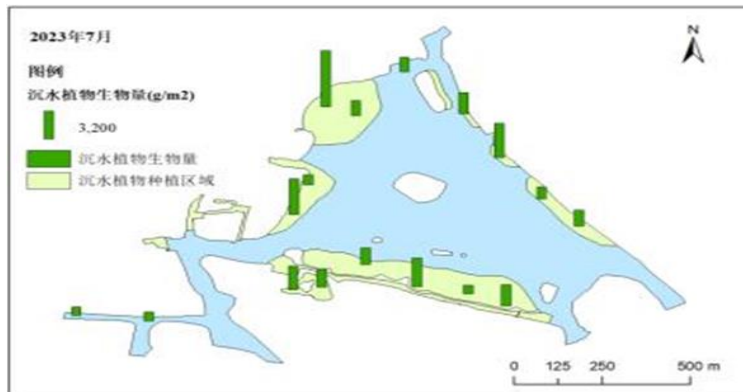 2023年7月
N
图例
沉水植物生物量(g/m2)
3,200
沉水植物生物量
沉水植物种植区域
0 125 250 500 m